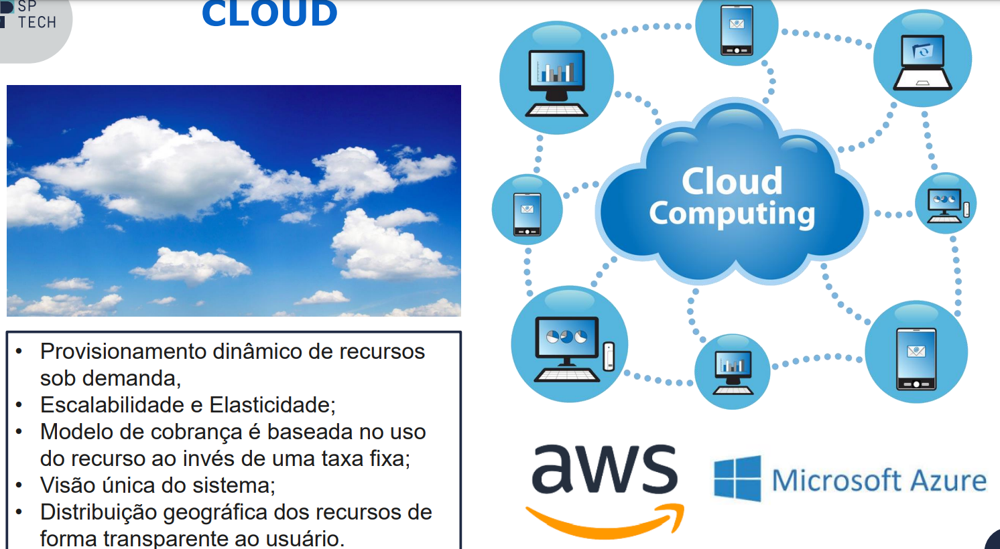 SP
TECH
CLOUD
Cloud
Computing
• Provisionamento dinâmico de recursos
sob demanda,
• Escalabilidade e Elasticidade;
• Modelo de cobrança é baseada no uso
do recurso ao invés de uma taxa fixa;
• Visão única do sistema;
• Distribuição geográfica dos recursos de
forma transparente ao usuário.
aws
Microsoft Azure